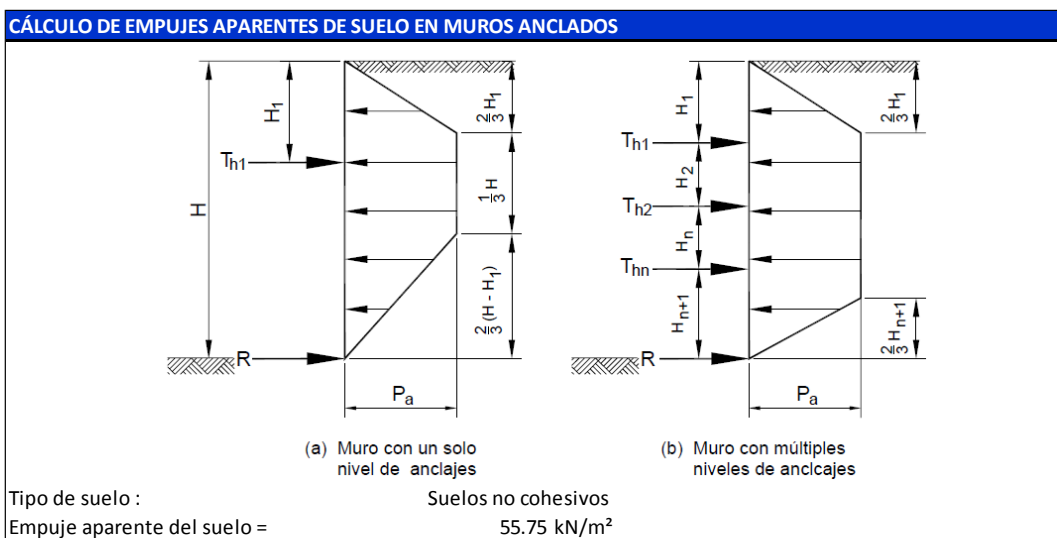 CÁLCULO DE EMPUJES APARENTES DE SUELO EN MUROS ANCLADOS
H
H1
Th1
R
2/3 H1
1/3 H
2/3 (H - H1)
Pa
(a) Muro con un solo
nivel de anclajes
H1
Th1
H2
Th2
Hn
Thn
Hn+1
R
2/3 H1
2/3 Hn+1
Pa
(b) Muro con múltiples
niveles de anclcajes
Tipo de suelo : Suelos no cohesivos
Empuje aparente del suelo = 55.75 kN/m²